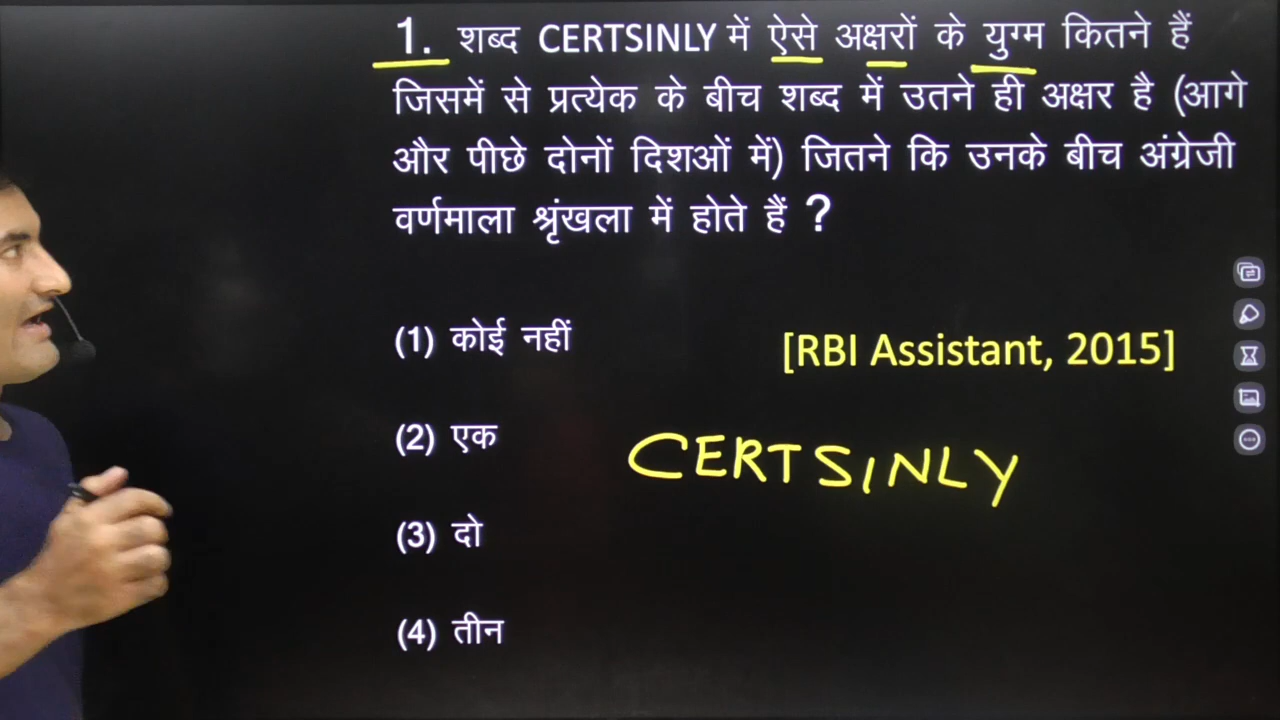 1. शब्द CERTSINLY में ऐसे अक्षरों के युग्म कितने हैं
जिसमें से प्रत्येक के बीच शब्द में उतने ही अक्षर है (आगे
और पीछे दोनों दिशओं में) जितने कि उनके बीच अंग्रेजी
वर्णमाला श्रृंखला में होते हैं ?
(1) कोई नहीं
[RBI Assistant, 2015]
(2) एक
CERTSINLY
(3) दो
(4) तीन